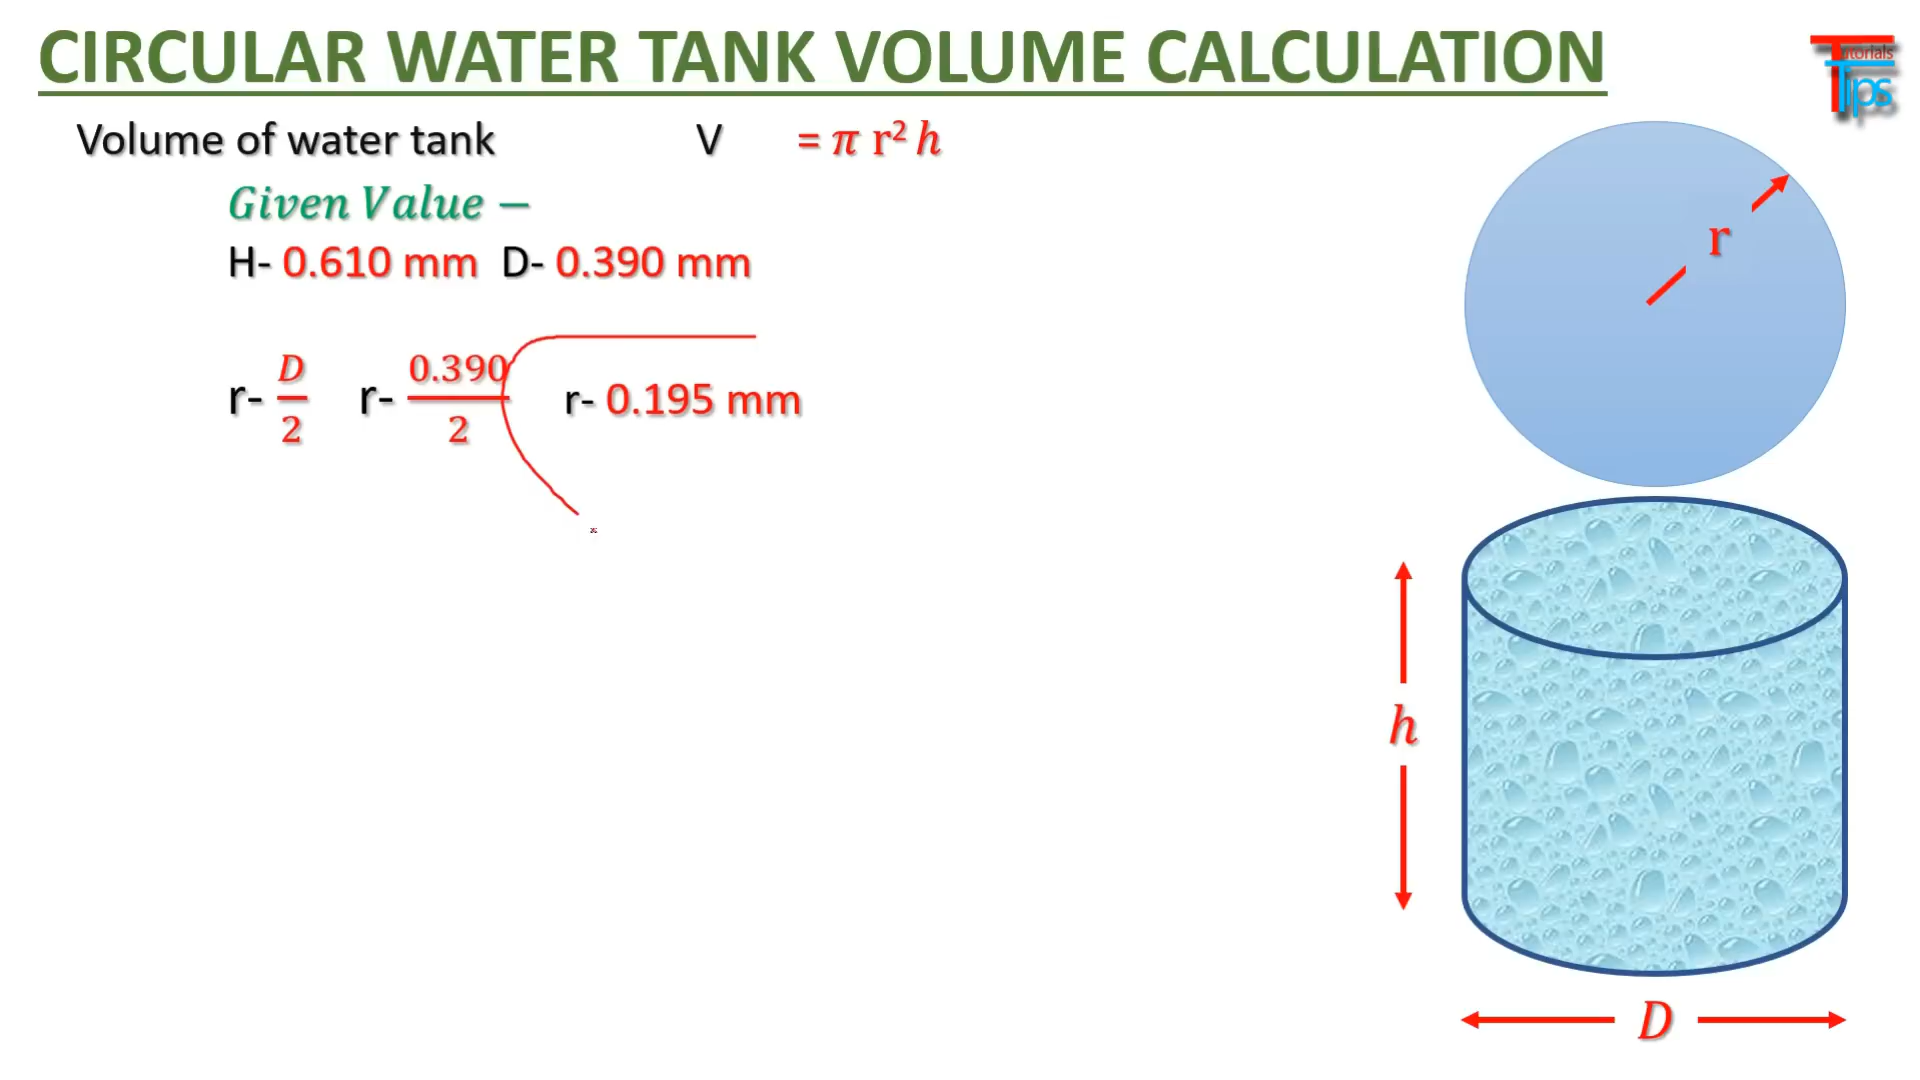 CIRCULAR WATER TANK VOLUME CALCULATION
Tutorials
Tips
Volume of water tank V = π r² h
Given Value –
H- 0.610 mm D- 0.390 mm
r- D/2 r- 0.390/2 r- 0.195 mm
r
h
D